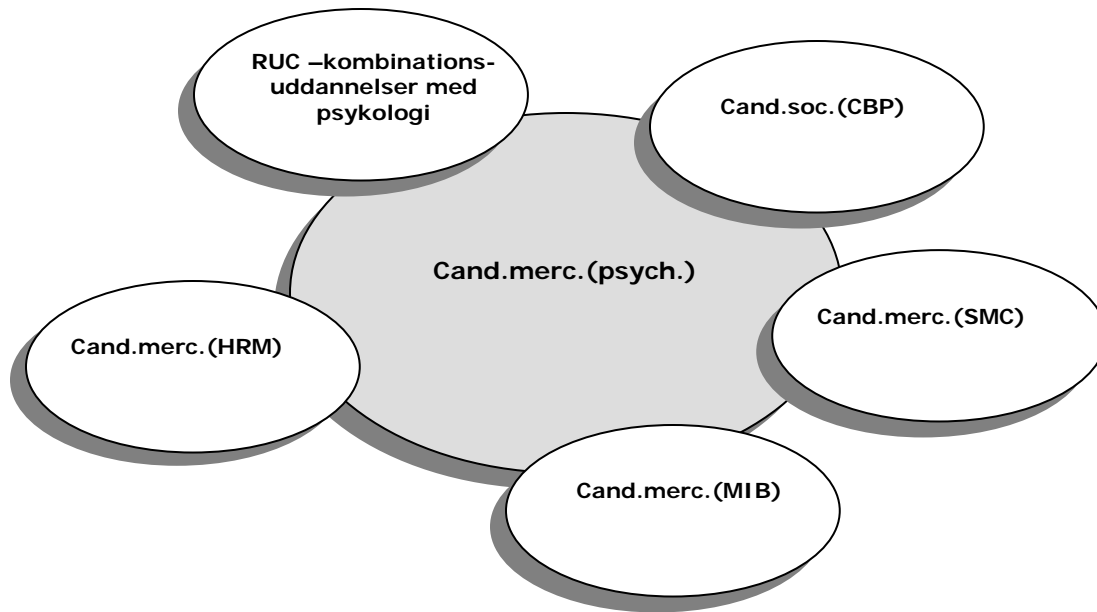 RUC –kombinations-
uddannelser med
psykologi
Cand.soc.(CBP)
Cand.merc.(psych.)
Cand.merc.(SMC)
Cand.merc.(HRM)
Cand.merc.(MIB)